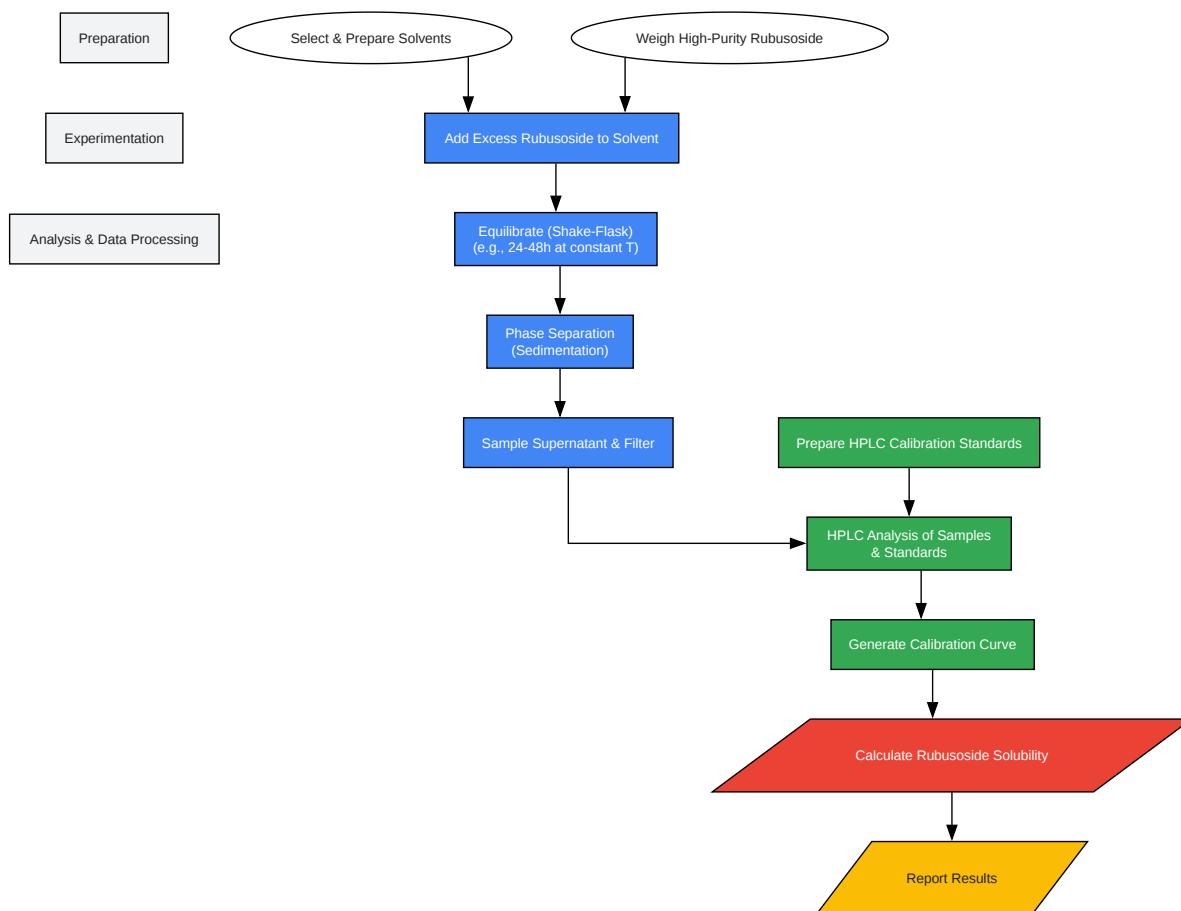 Preparation
Select & Prepare Solvents
Weigh High-Purity Rubusoside
Experimentation
Add Excess Rubusoside to Solvent
Analysis & Data Processing
Equilibrate (Shake-Flask)
(e.g., 24-48h at constant T)
Phase Separation
(Sedimentation)
Sample Supernatant & Filter
Prepare HPLC Calibration Standards
HPLC Analysis of Samples
& Standards
Generate Calibration Curve
Calculate Rubusoside Solubility
Report Results